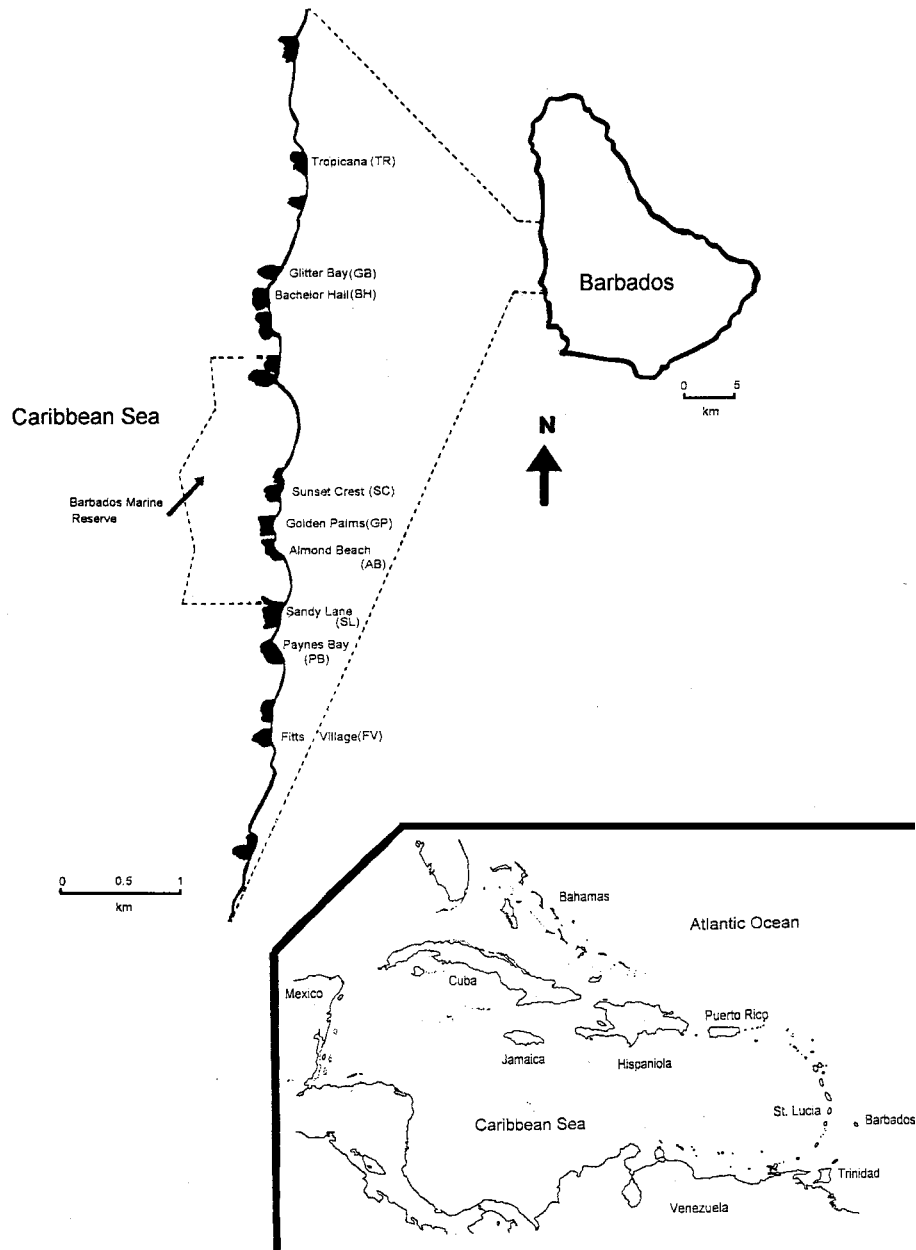 Tropicana (TR)
Glitter Bay(GB)
Bachelor Hall(BH)
Caribbean Sea
Barbados Marine
Reserve
Sunset Crest (SC)
Golden Palms(GP)
Almond Beach
(AB)
Sandy Lane
(SL)
Paynes Bay
(PB)
Fitts Village(FV)
0 0.5 1
km
Barbados
0 5
km
N
Bahamas
Atlantic Ocean
Cuba
Mexico
Puerto Rico
Jamaica
Hispaniola
St. Lucia
Barbados
Caribbean Sea
Trinidad
Venezuela